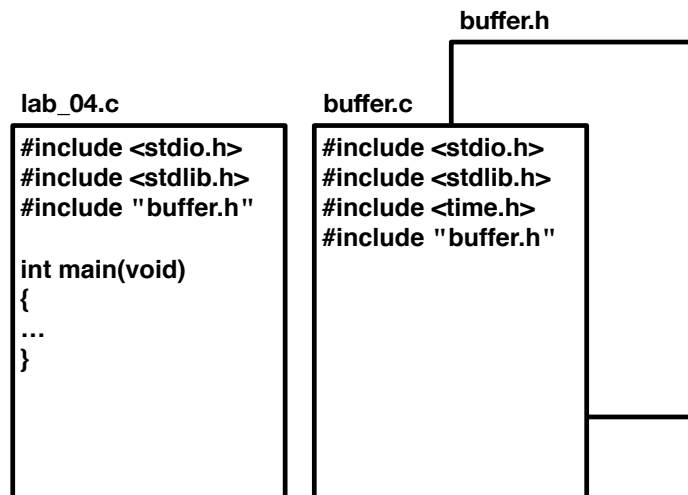 buffer.h
lab_04.c
#include <stdio.h>
#include <stdlib.h>
#include "buffer.h"
int main(void)
{
…
}
buffer.c
#include <stdio.h>
#include <stdlib.h>
#include <time.h>
#include "buffer.h"